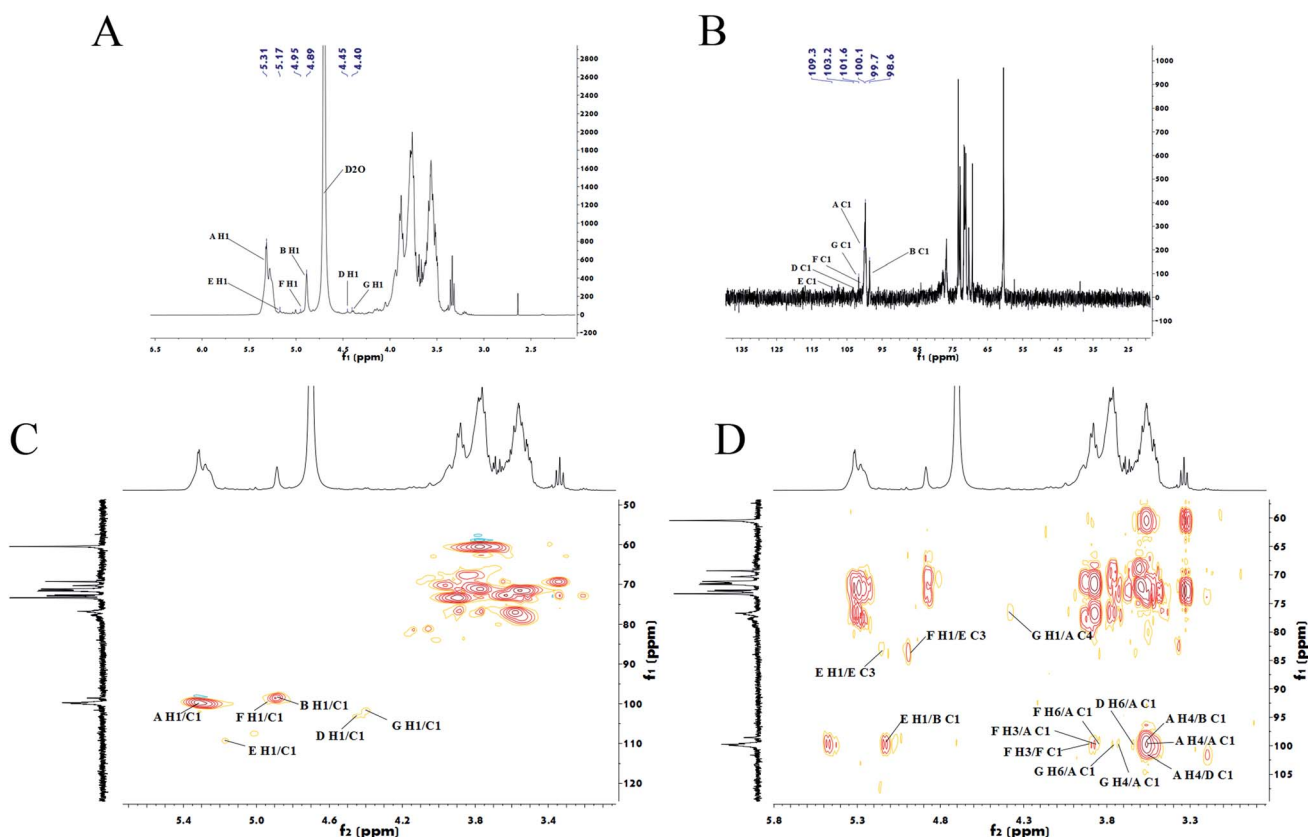 A
5.31
5.17
4.95
4.89
4.45
4.40
2800
2600
2400
2200
2000
1800
1600
1400
1200
1000
800
600
400
200
0
-200
D2O
A H1
B H1
E H1
F H1
D H1
G H1
6.5
6.0
5.5
5.0
4.5
4.0
3.5
3.0
2.5
2.0
f1 (ppm)
B
109.3
103.2
101.6
100.1
99.7
98.6
1000
900
800
700
600
500
400
300
200
100
0
-100
A C1
G C1
F C1
D C1
E C1
B C1
135
125
115
105
95
85
75
65
55
45
35
25
f1 (ppm)
C
50
60
70
80
90
100
110
120
f1 (ppm)
A H1/C1
F H1/C1
B H1/C1
D H1/C1
G H1/C1
E H1/C1
5.4
5.0
4.6
4.2
3.8
3.4
f2 (ppm)
D
60
65
70
75
80
85
90
95
100
105
f1 (ppm)
F H1/E C3
G H1/A C4
E H1/E C3
D H6/A C1
F H6/A C1
A H4/B C1
E H1/B C1
F H3/A C1
A H4/A C1
F H3/F C1
G H6/A C1
A H4/D C1
G H4/A C1
5.8
5.3
4.8
4.3
3.8
3.3
f2 (ppm)